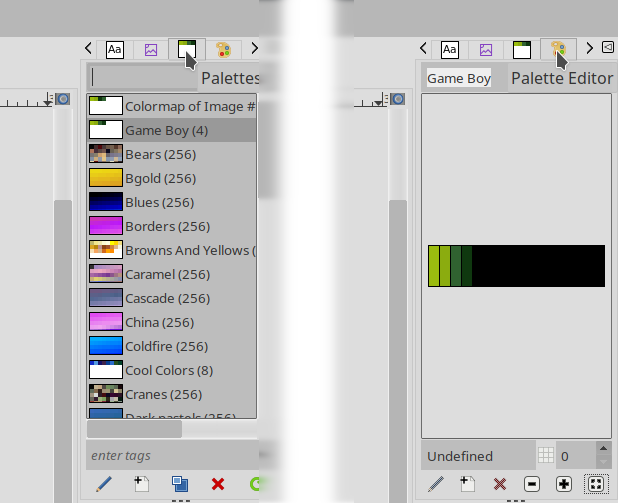 Aa
Aa
Palettes
Game Boy
Palette Editor
Colormap of Image #
Game Boy (4)
Bears (256)
Bgold (256)
Blues (256)
Borders (256)
Browns And Yellows (
Caramel (256)
Cascade (256)
China (256)
Coldfire (256)
Cool Colors (8)
Cranes (256)
Dark pastels (256)
enter tags
Undefined
0